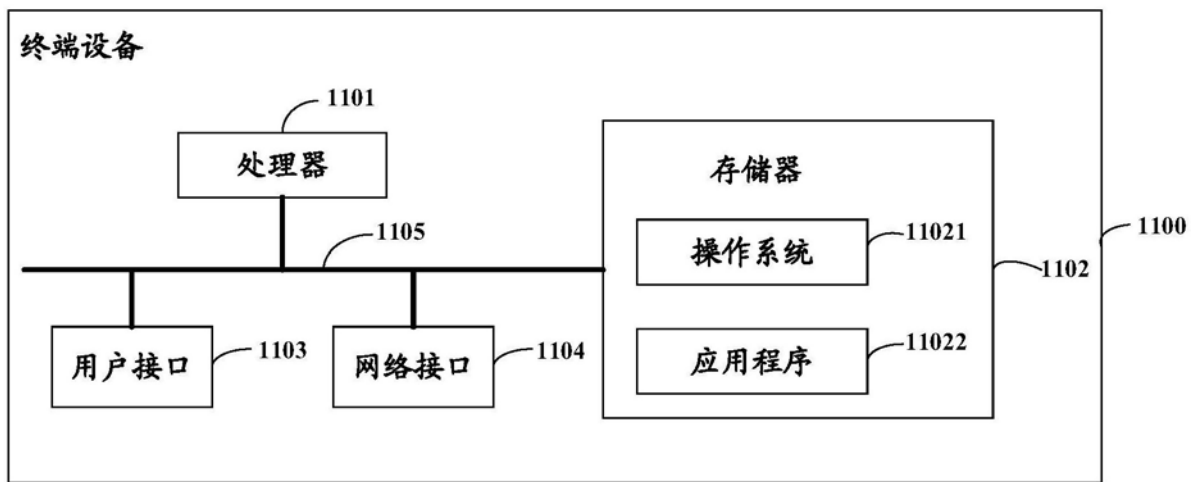 终端设备
1101
处理器
存储器
1105
操作系统
11021
1100
1102
用户接口
1103
网络接口
1104
应用程序
11022